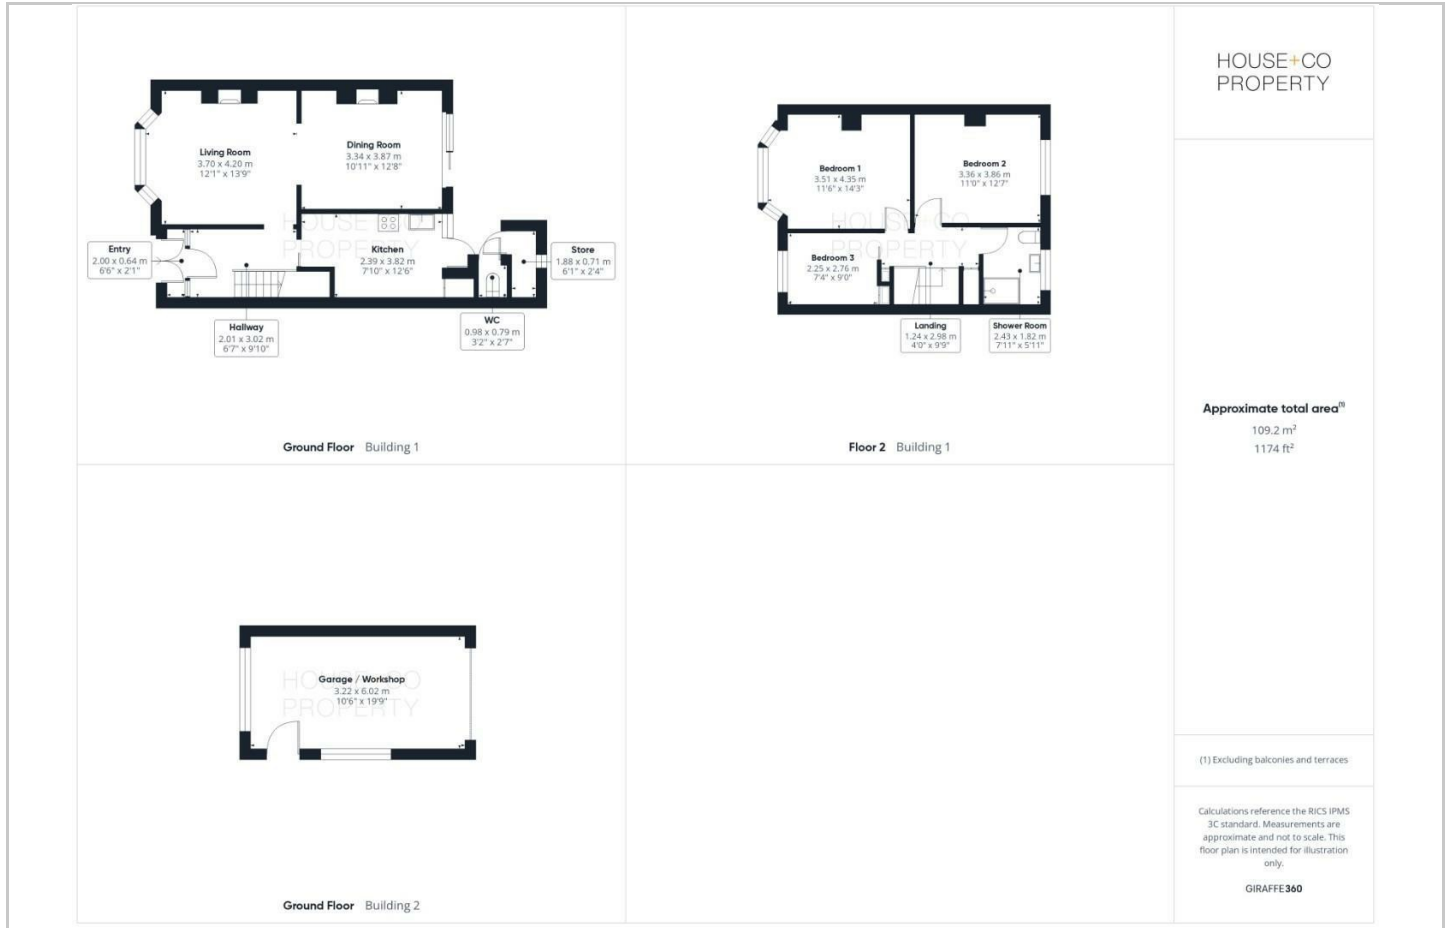 HOUSE+CO
PROPERTY
Living Room
3.70 x 4.20 m
12'1" x 13'9"
Dining Room
3.34 x 3.87 m
10'11" x 12'8"
HOUSE+CO
PROPERTY
Entry
2.00 x 0.64 m
6'6" x 2'1"
Kitchen
2.39 x 3.82 m
7'10" x 12'6"
Store
1.88 x 0.71 m
6'1" x 2'4"
Hallway
2.01 x 3.02 m
6'7" x 9'10"
WC
0.98 x 0.79 m
3'2" x 2'7"
Ground Floor Building 1
Bedroom 1
3.51 x 4.35 m
11'6" x 14'3"
Bedroom 2
3.36 x 3.86 m
11'0" x 12'7"
HOUSE+CO
PROPERTY
Bedroom 3
2.25 x 2.76 m
7'4" x 9'0"
Landing
1.24 x 2.98 m
4'0" x 9'9"
Shower Room
2.43 x 1.82 m
7'11" x 5'11"
Floor 2 Building 1
Approximate total area(1)
109.2 m²
1174 ft²
HOUSE+CO
PROPERTY
Garage / Workshop
3.22 x 6.02 m
10'6" x 19'9"
Ground Floor Building 2
(1) Excluding balconies and terraces
Calculations reference the RICS IPMS
3C standard. Measurements are
approximate and not to scale. This
floor plan is intended for illustration
only.
GIRAFFE360